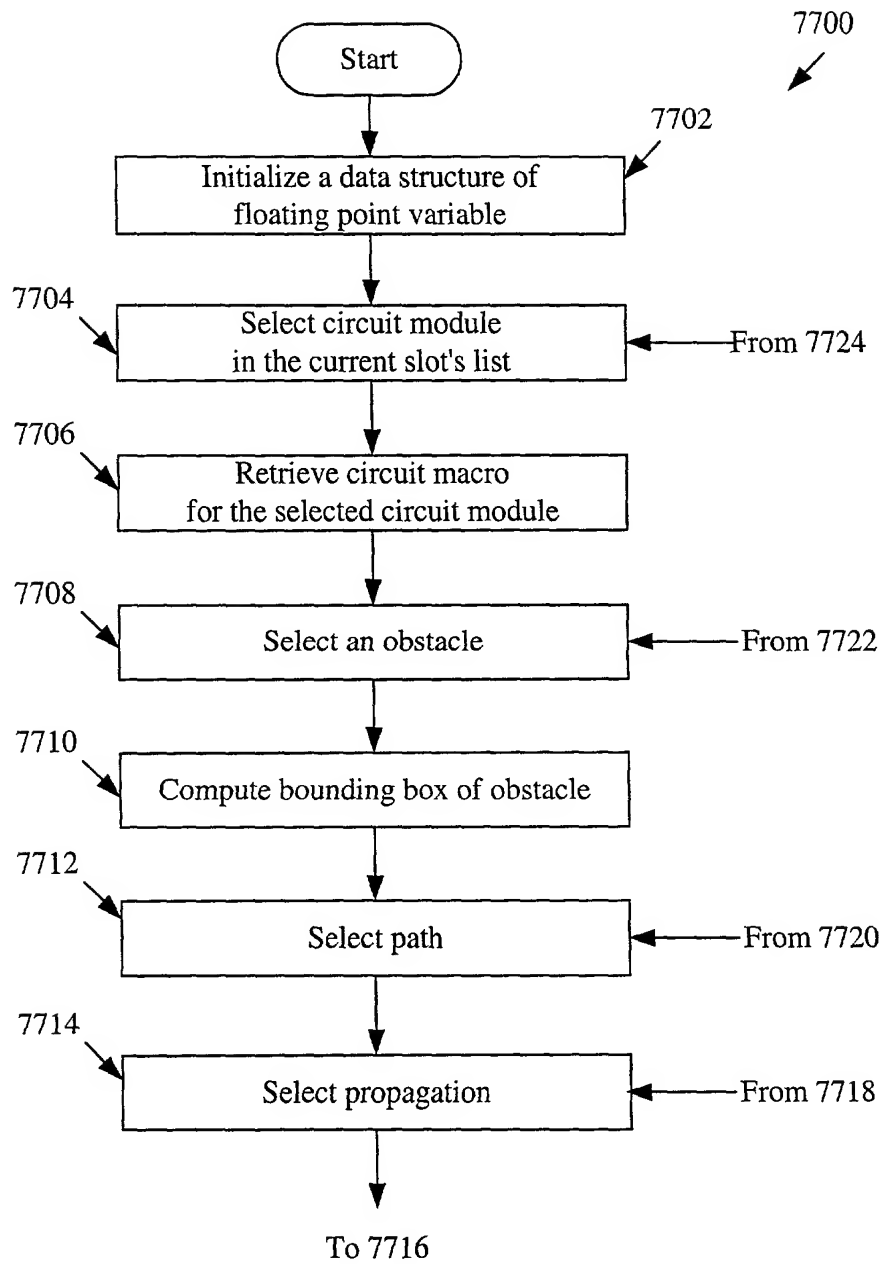 7700
Start
7702
Initialize a data structure of
floating point variable
7704
Select circuit module
in the current slot's list
From 7724
7706
Retrieve circuit macro
for the selected circuit module
7708
Select an obstacle
From 7722
7710
Compute bounding box of obstacle
7712
Select path
From 7720
7714
Select propagation
From 7718
To 7716